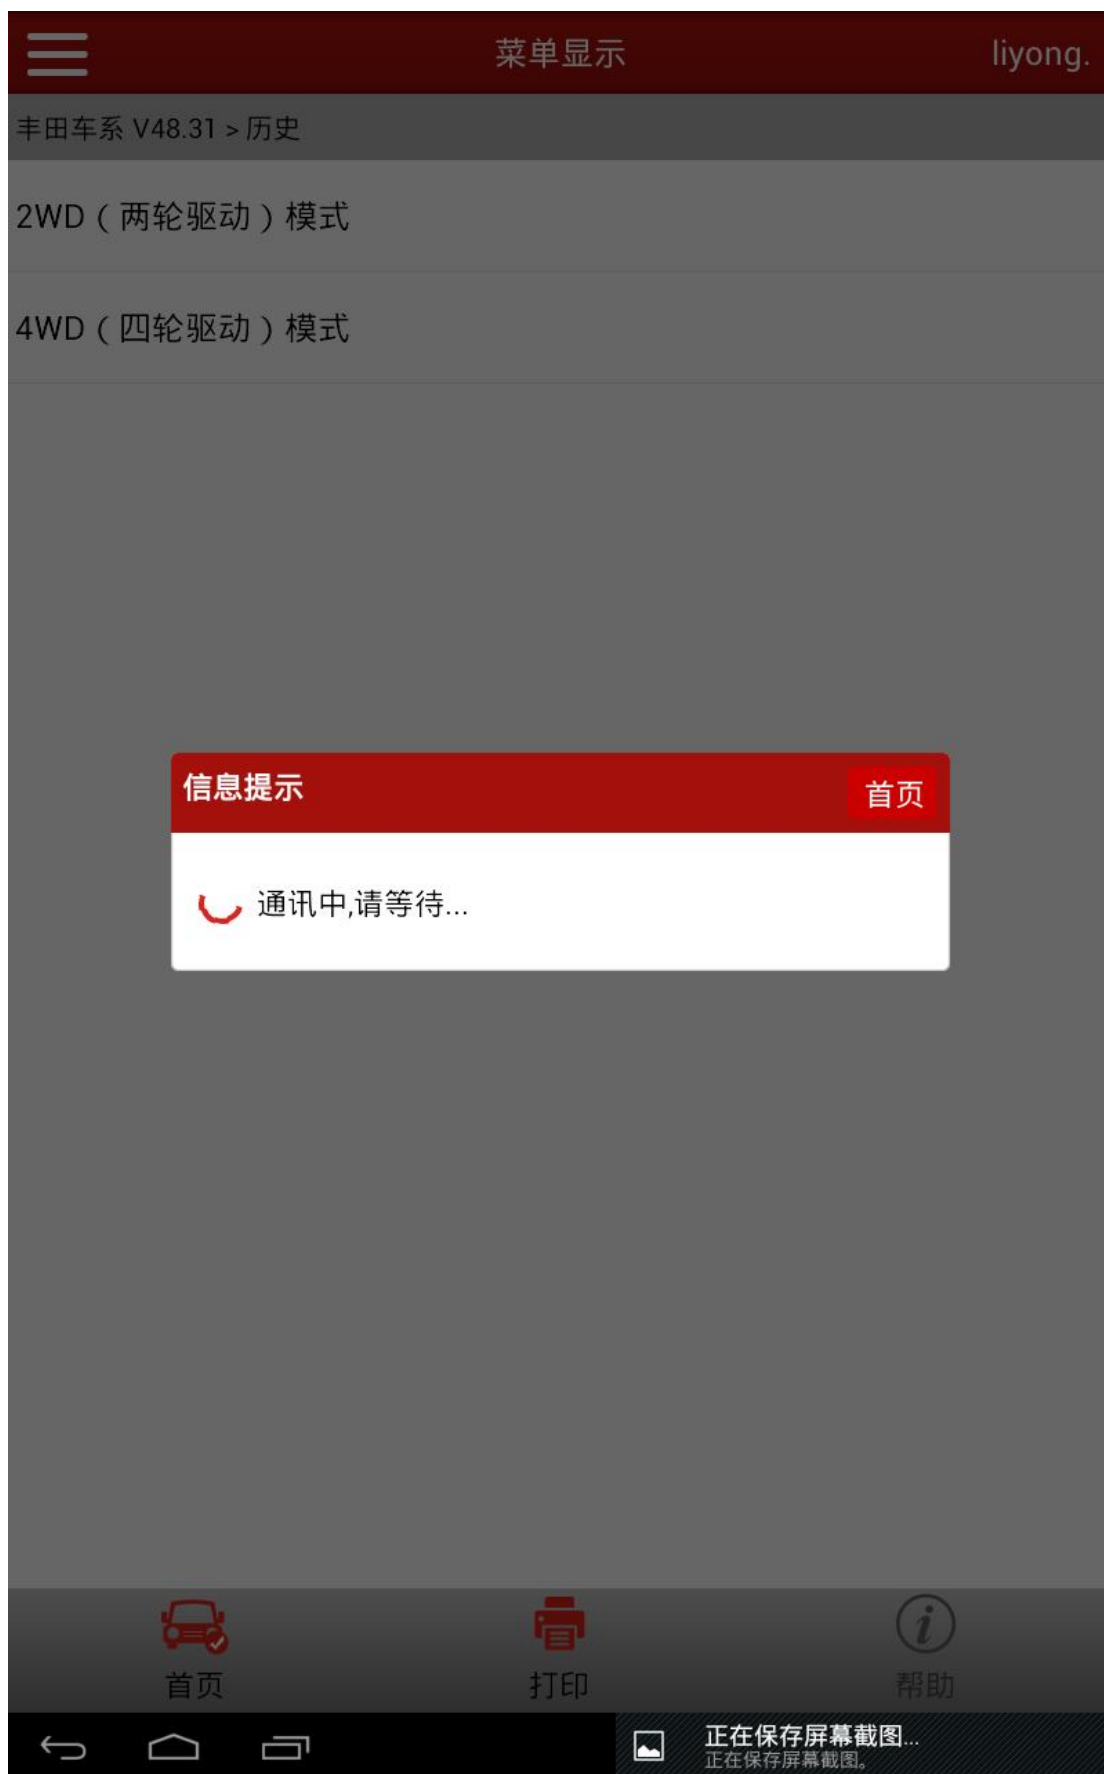 菜单显示
liyong.
丰田车系 V48.31 > 历史
2WD（两轮驱动）模式
4WD（四轮驱动）模式
信息提示
首页
通讯中,请等待...
首页
打印
帮助
正在保存屏幕截图...
正在保存屏幕截图。